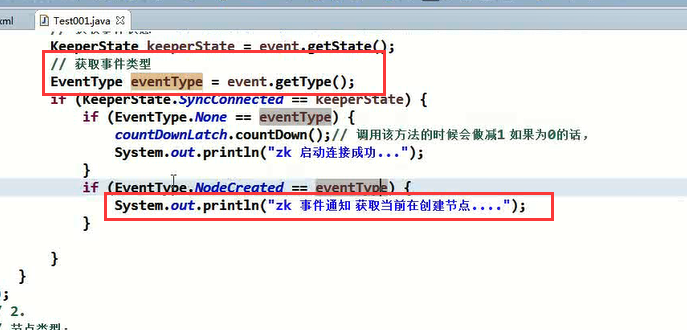 xml
Test001.java
KeeperState keeperState = event.getState();
// 获取事件类型
EventType eventType = event.getType();
if (KeeperState.SyncConnected == keeperState) {
if (EventType.None == eventType) {
countDownLatch.countDown();// 调用该方法的时候会做减1 如果为0的话，
System.out.println("zk 启动连接成功...");
}
if (EventType.NodeCreated == eventType) {
System.out.println("zk 事件通知 获取当前在创建节点....");
}
}
}
);
/ 2.
/ 节点类型：